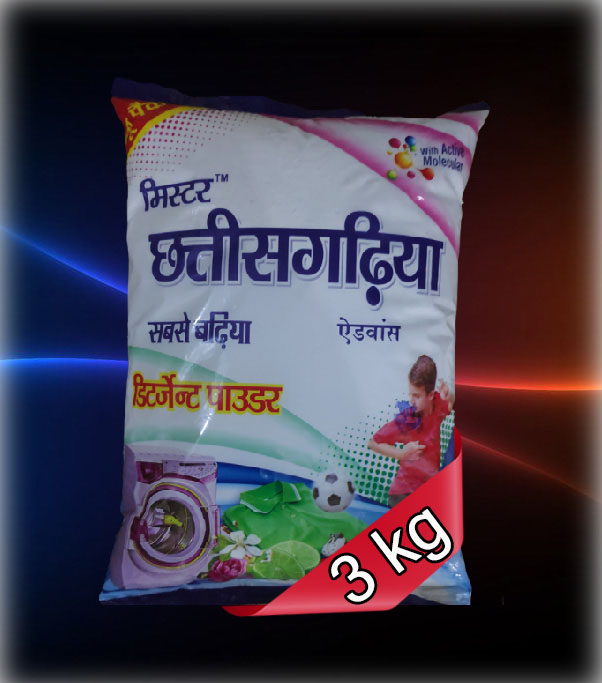 with Active
Molecular
मिस्टर™
छत्तीसगढ़िया
सबसे बढ़िया ऐडवांस
डिटर्जेन्ट पाउडर
3 kg